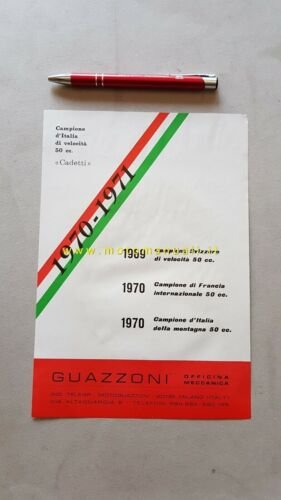 Campione
d'Italia
di velocità
50 cc.
«Cadetti»
1970-1971
1969
Campione Svizzero
di velocità 50 cc.
1970
Campione di Francia
internazionale 50 cc.
1970
Campione d'Italia
della montagna 50 cc.
GUAZZONI
OFFICINA
MECCANICA
MILANO